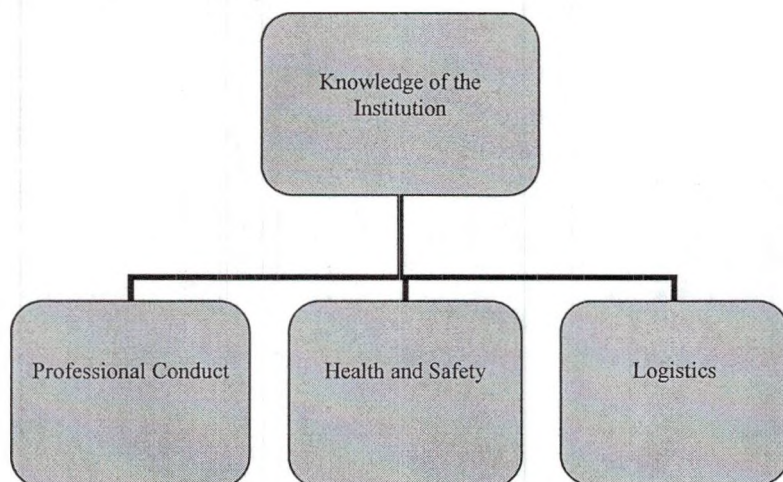 Knowledge of the
Institution
Professional Conduct
Health and Safety
Logistics